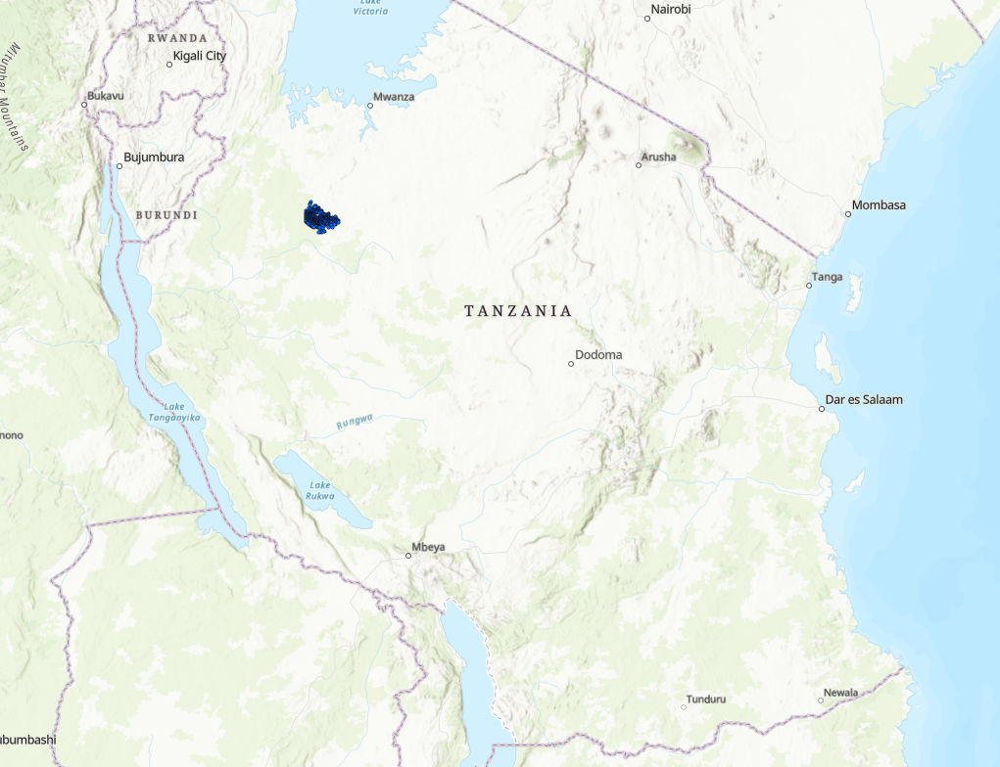 Lake
Victoria
Nairobi
RWANDA
Kigali City
Mitumbar Mountains
Bukavu
Mwanza
Bujumbura
Arusha
BURUNDI
Mombasa
Tanga
TANZANIA
Dodoma
Lake
Tanganyika
Dar es Salaam
Rungwa
nono
Lake
Rukwa
Mbeya
Newala
Tunduru
ubumbashi